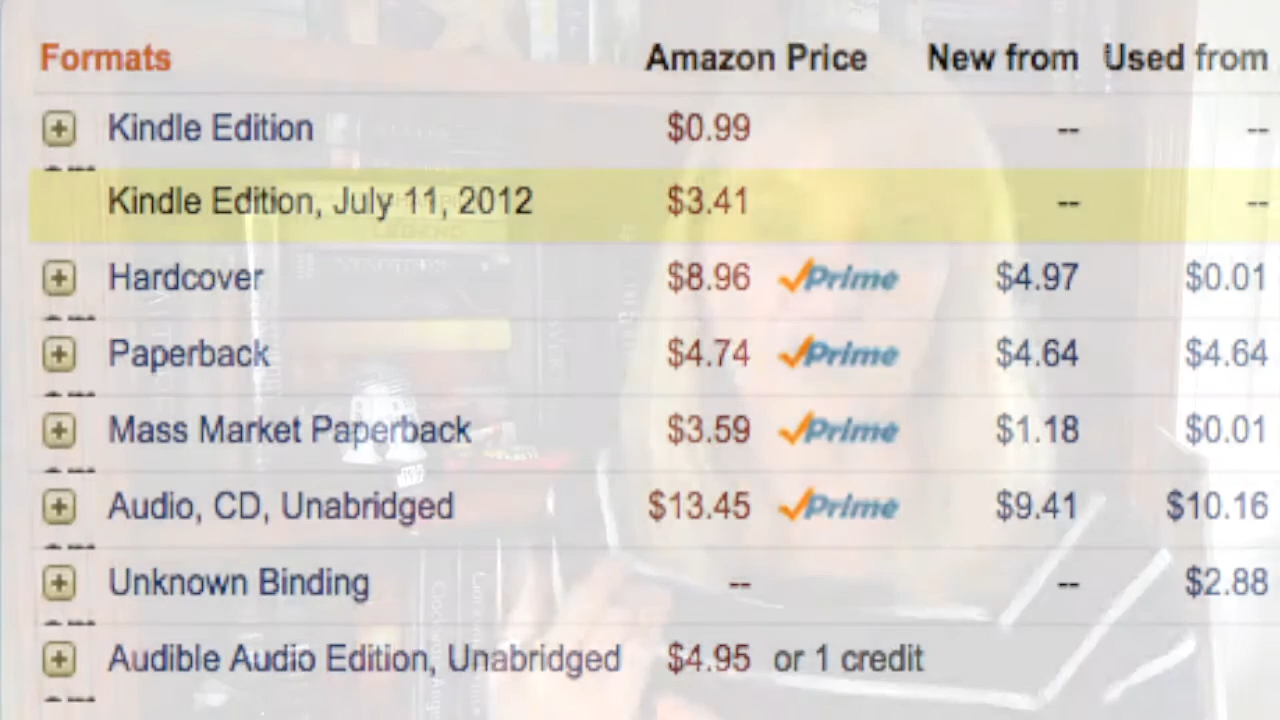 Formats Amazon Price New from Used from
Kindle Edition $0.99 -- --
Kindle Edition, July 11, 2012 $3.41 -- --
Hardcover $8.96 Prime $4.97 $0.01
Paperback $4.74 Prime $4.64 $4.64
Mass Market Paperback $3.59 Prime $1.18 $0.01
Audio, CD, Unabridged $13.45 Prime $9.41 $10.16
Unknown Binding -- -- $2.88
Audible Audio Edition, Unabridged $4.95 or 1 credit